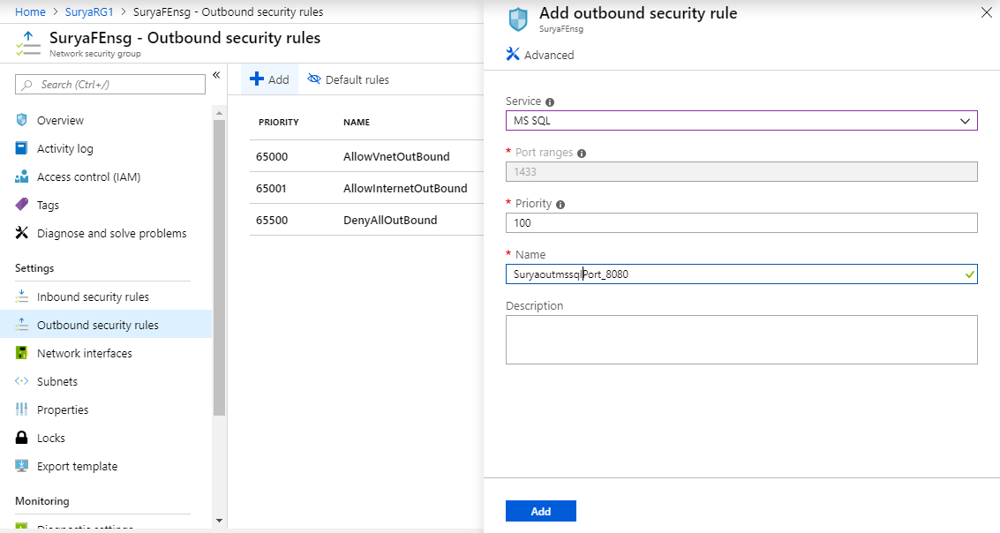 Home > SuryaRG1 > SuryaFEnsg - Outbound security rules
SuryaFEnsg - Outbound security rules
Network security group
Search (Ctrl+/)
«
Overview
Activity log
Access control (IAM)
Tags
Diagnose and solve problems
Settings
Inbound security rules
Outbound security rules
Network interfaces
Subnets
Properties
Locks
Export template
Monitoring
Diagnostic settings
Add Default rules
PRIORITY NAME
65000 AllowVnetOutBound
65001 AllowInternetOutBound
65500 DenyAllOutBound
Add outbound security rule
SuryaFEnsg
Advanced
Service
MS SQL
* Port ranges
1433
* Priority
100
* Name
SuryaoutmssqlPort_8080
Description
Add